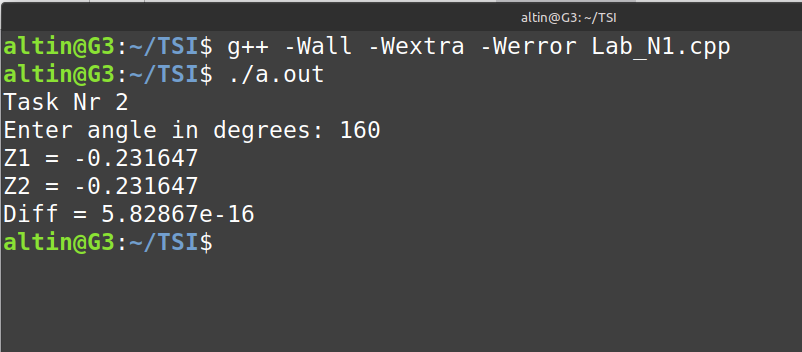 altin@G3: ~/TSI
altin@G3:~/TSI$ g++ -Wall -Wextra -Werror Lab_N1.cpp
altin@G3:~/TSI$ ./a.out
Task Nr 2
Enter angle in degrees: 160
Z1 = -0.231647
Z2 = -0.231647
Diff = 5.82867e-16
altin@G3:~/TSI$